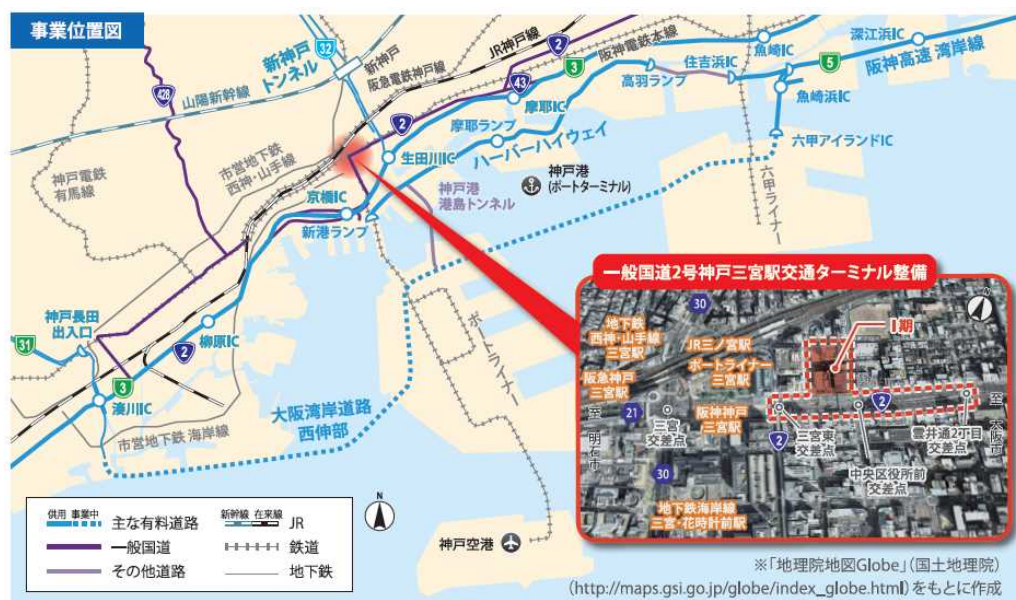 事業位置図
新神戸
トンネル
32
新神戸
阪急電鉄神戸線
JR神戸線
2
3
阪神電鉄本線
魚崎IC
深江浜IC
住吉浜IC
5
阪神高速 湾岸線
高羽ランプ
43
摩耶IC
魚崎浜IC
428
山陽新幹線
2
摩耶ランプ
ハーバーハイウェイ
六甲アイランドIC
市営地下鉄
西神・山手線
生田川IC
神戸電鉄
有馬線
神戸港
(ポートターミナル)
六甲ライナー
京橋IC
神戸港
港島トンネル
新港ランプ
一般国道2号神戸三宮駅交通ターミナル整備
神戸長田
出入口
31
柳原IC
2
3
湊川IC
ポートライナー
大阪湾岸道路
西伸部
市営地下鉄 海岸線
N
30
Ⅰ期
地下鉄
西神・山手線
三宮駅
JR三ノ宮駅
ポートライナー
三宮駅
阪急神戸
三宮駅
阪神神戸
三宮駅
21
三宮
交差点
至 明石市
2
2
三宮東
交差点
中央区役所前
交差点
雲井通2丁目
交差点
至 大阪市
30
地下鉄海岸線
三宮・花時計前駅
供用 事業中
主な有料道路
新幹線 在来線
JR
一般国道
鉄道
その他道路
地下鉄
N
神戸空港
※「地理院地図Globe」(国土地理院)
(http://maps.gsi.go.jp/globe/index_globe.html)をもとに作成